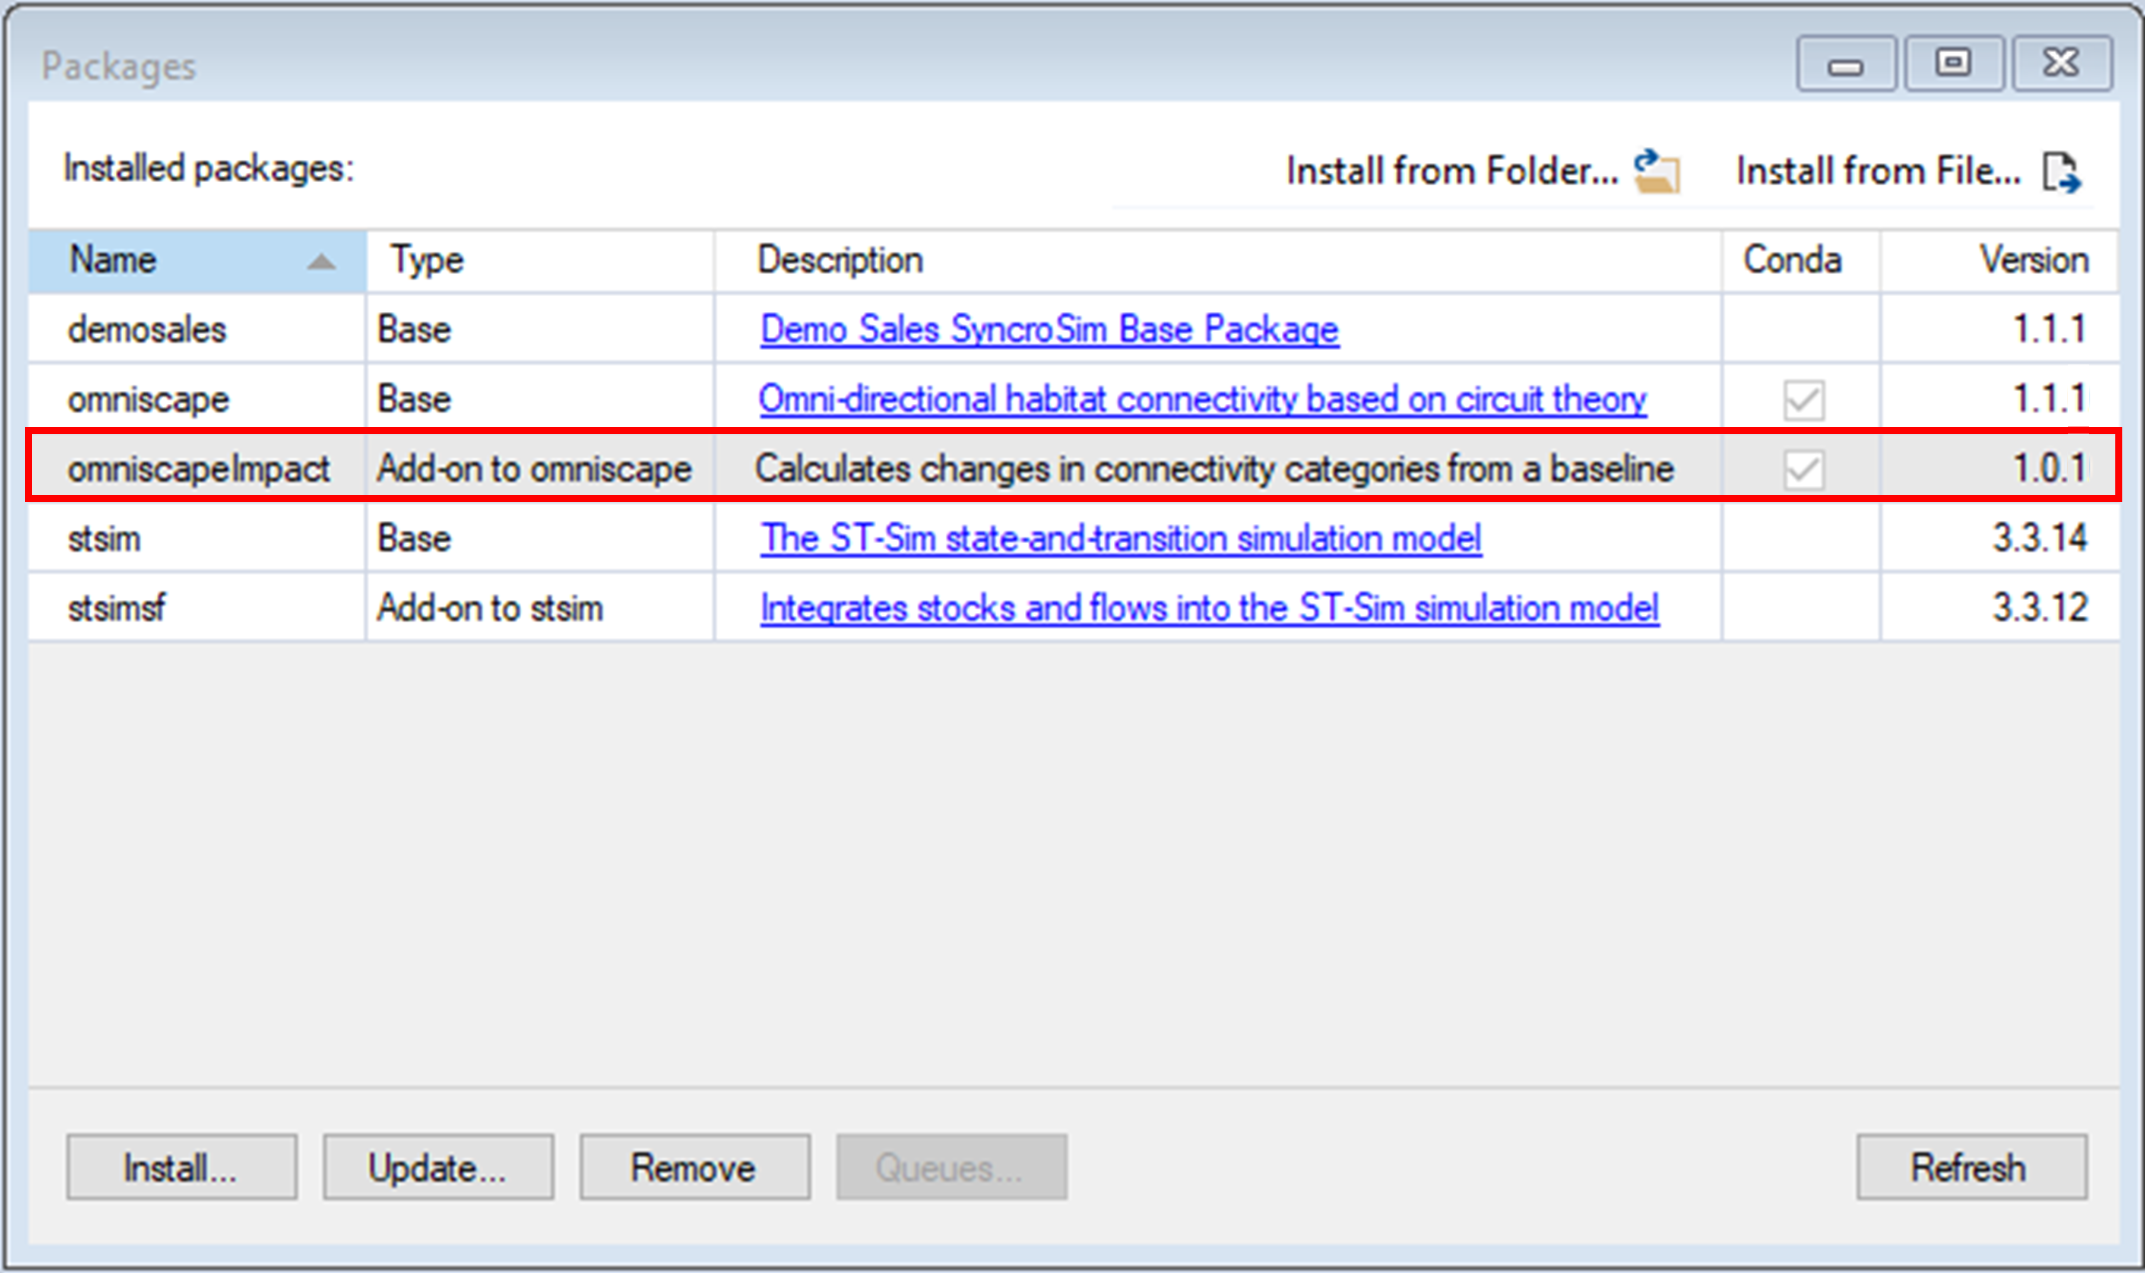 Packages
Installed packages: Install from Folder... Install from File...
Name Type Description Conda Version
demosales Base Demo Sales SyncroSim Base Package 1.1.1
omniscape Base Omni-directional habitat connectivity based on circuit theory 1.1.1
omniscapeImpact Add-on to omniscape Calculates changes in connectivity categories from a baseline 1.0.1
stsim Base The ST-Sim state-and-transition simulation model 3.3.14
stsimsf Add-on to stsim Integrates stocks and flows into the ST-Sim simulation model 3.3.12
Install... Update... Remove Queues... Refresh